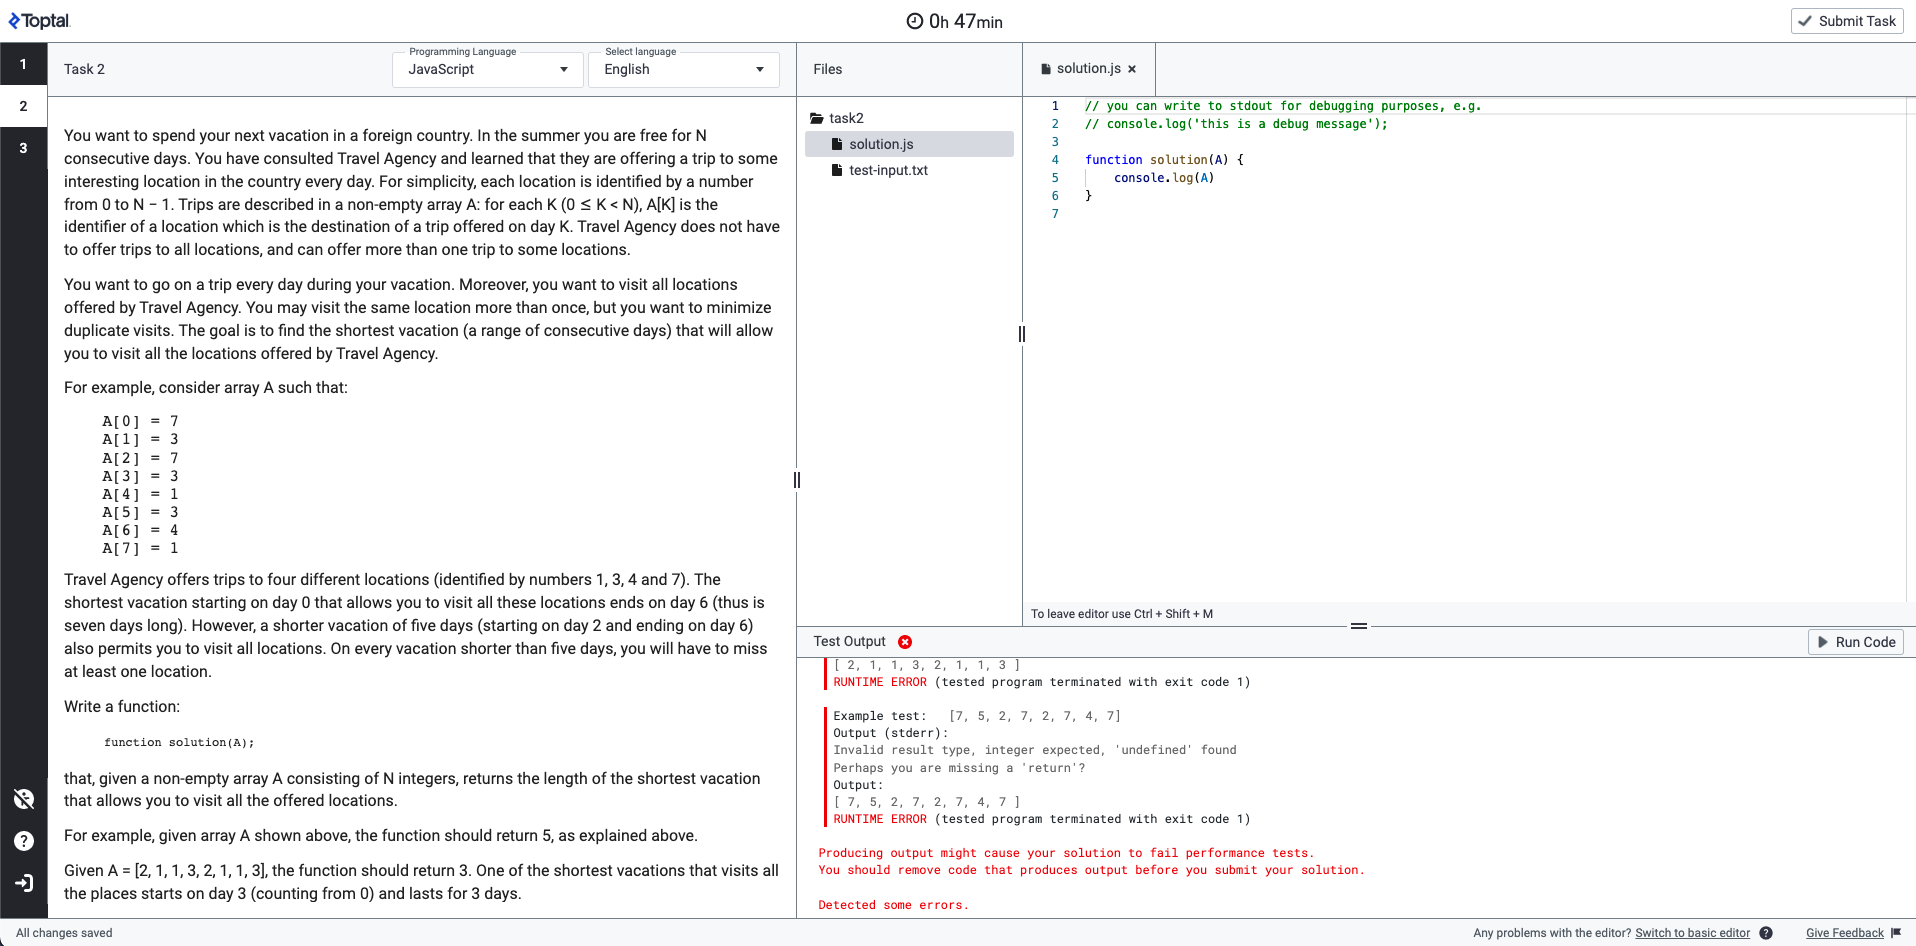 Toptal
0h 47min
Submit Task
1
2
3
Task 2
Programming Language
JavaScript
Select language
English
Files
solution.js
You want to spend your next vacation in a foreign country. In the summer you are free for N
consecutive days. You have consulted Travel Agency and learned that they are offering a trip to some
interesting location in the country every day. For simplicity, each location is identified by a number
from 0 to N − 1. Trips are described in a non-empty array A: for each K (0 ≤ K < N), A[K] is the
identifier of a location which is the destination of a trip offered on day K. Travel Agency does not have
to offer trips to all locations, and can offer more than one trip to some locations.
You want to go on a trip every day during your vacation. Moreover, you want to visit all locations
offered by Travel Agency. You may visit the same location more than once, but you want to minimize
duplicate visits. The goal is to find the shortest vacation (a range of consecutive days) that will allow
you to visit all the locations offered by Travel Agency.
For example, consider array A such that:
A[0] = 7
A[1] = 3
A[2] = 7
A[3] = 3
A[4] = 1
A[5] = 3
A[6] = 4
A[7] = 1
Travel Agency offers trips to four different locations (identified by numbers 1, 3, 4 and 7). The
shortest vacation starting on day 0 that allows you to visit all these locations ends on day 6 (thus is
seven days long). However, a shorter vacation of five days (starting on day 2 and ending on day 6)
also permits you to visit all locations. On every vacation shorter than five days, you will have to miss
at least one location.
Write a function:
function solution(A);
that, given a non-empty array A consisting of N integers, returns the length of the shortest vacation
that allows you to visit all the offered locations.
For example, given array A shown above, the function should return 5, as explained above.
Given A = [2, 1, 1, 3, 2, 1, 1, 3], the function should return 3. One of the shortest vacations that visits all
the places starts on day 3 (counting from 0) and lasts for 3 days.
task2
solution.js
test-input.txt
1 // you can write to stdout for debugging purposes, e.g.
2 // console.log('this is a debug message');
3
4 function solution(A) {
5 console.log(A)
6 }
7
To leave editor use Ctrl + Shift + M
Test Output
Run Code
[ 2, 1, 1, 3, 2, 1, 1, 3 ]
RUNTIME ERROR (tested program terminated with exit code 1)
Example test: [7, 5, 2, 7, 2, 7, 4, 7]
Output (stderr):
Invalid result type, integer expected, 'undefined' found
Perhaps you are missing a 'return'?
Output:
[ 7, 5, 2, 7, 2, 7, 4, 7 ]
RUNTIME ERROR (tested program terminated with exit code 1)
Producing output might cause your solution to fail performance tests.
You should remove code that produces output before you submit your solution.
Detected some errors.
All changes saved
Any problems with the editor? Switch to basic editor ?
Give Feedback